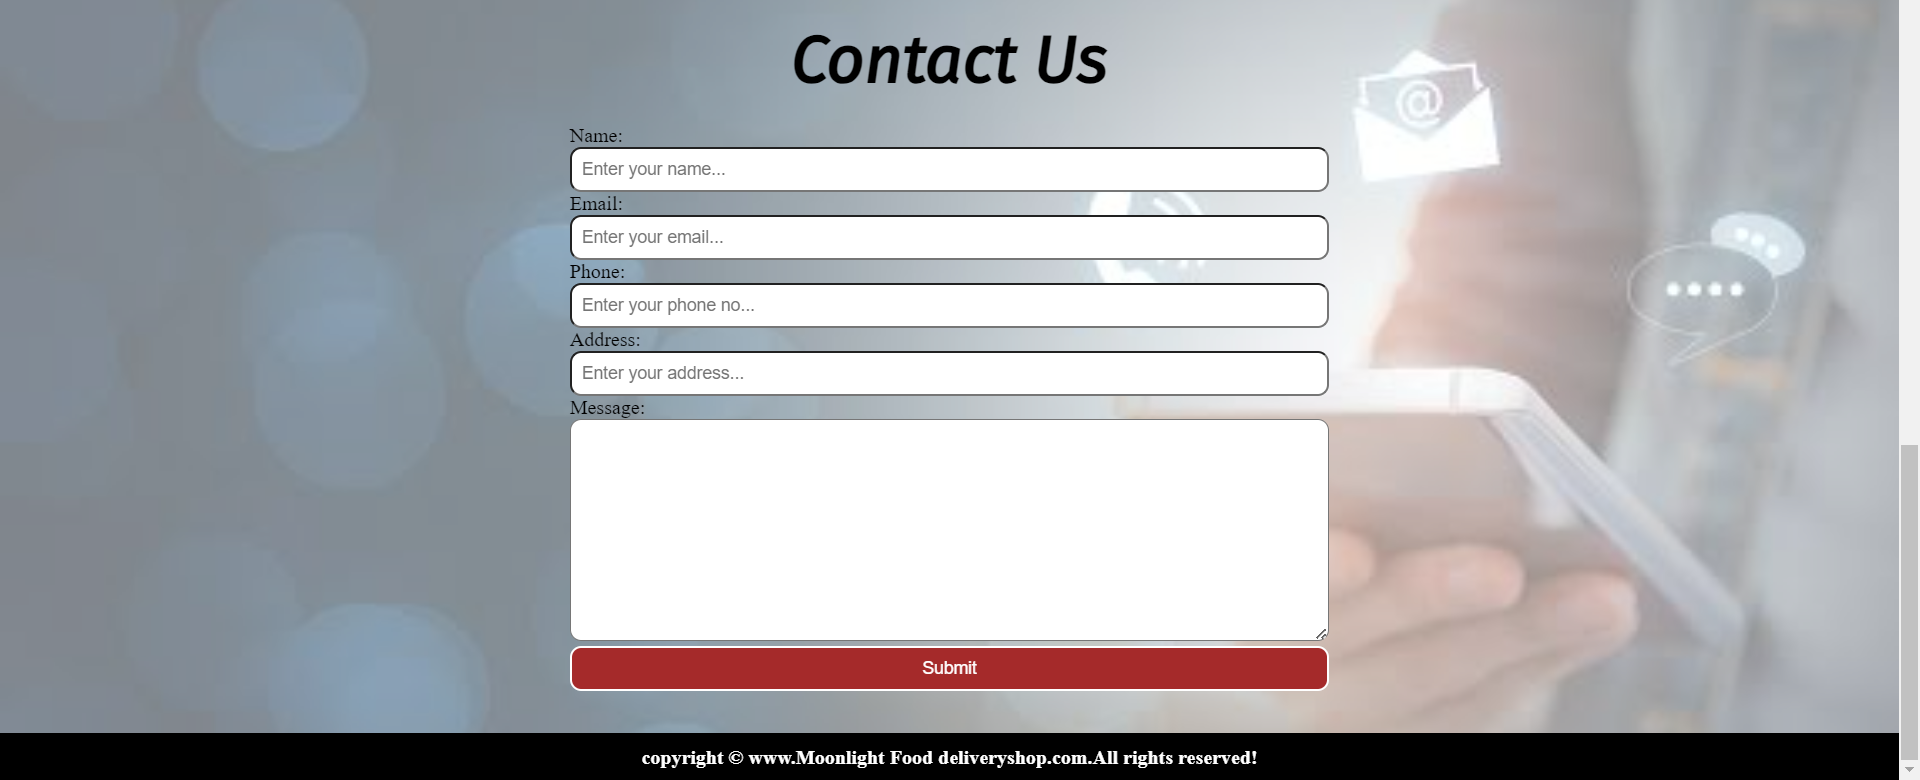 Contact Us
Name:
Enter your name...
Email:
Enter your email...
Phone:
Enter your phone no...
Address:
Enter your address...
Message:
Submit
copyright © www.Moonlight Food deliveryshop.com.All rights reserved!